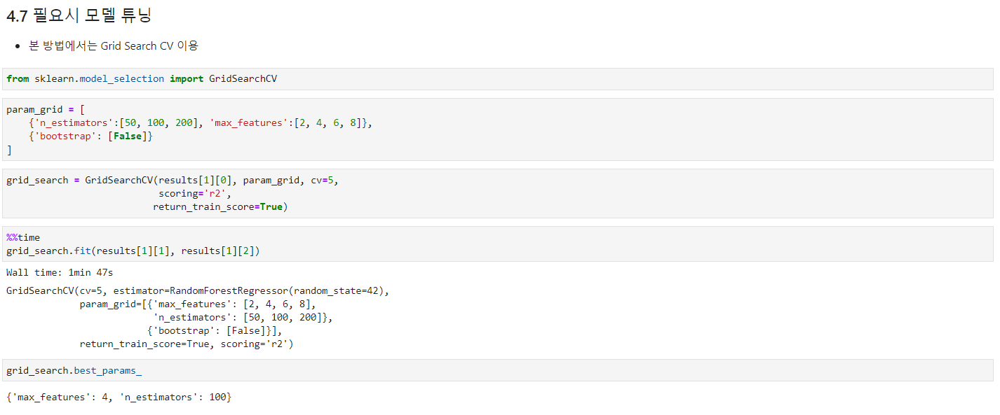 4.7 필요시 모델 튜닝
• 본 방법에서는 Grid Search CV 이용
from sklearn.model_selection import GridSearchCV
param_grid = [
    {'n_estimators':[50, 100, 200], 'max_features':[2, 4, 6, 8]},
    {'bootstrap': [False]}
]
grid_search = GridSearchCV(results[1][0], param_grid, cv=5,
                           scoring='r2',
                          return_train_score=True)
%%time
grid_search.fit(results[1][1], results[1][2])
Wall time: 1min 47s
GridSearchCV(cv=5, estimator=RandomForestRegressor(random_state=42),
             param_grid=[{'max_features': [2, 4, 6, 8],
                          'n_estimators': [50, 100, 200]},
                         {'bootstrap': [False]}],
             return_train_score=True, scoring='r2')
grid_search.best_params_
{'max_features': 4, 'n_estimators': 100}